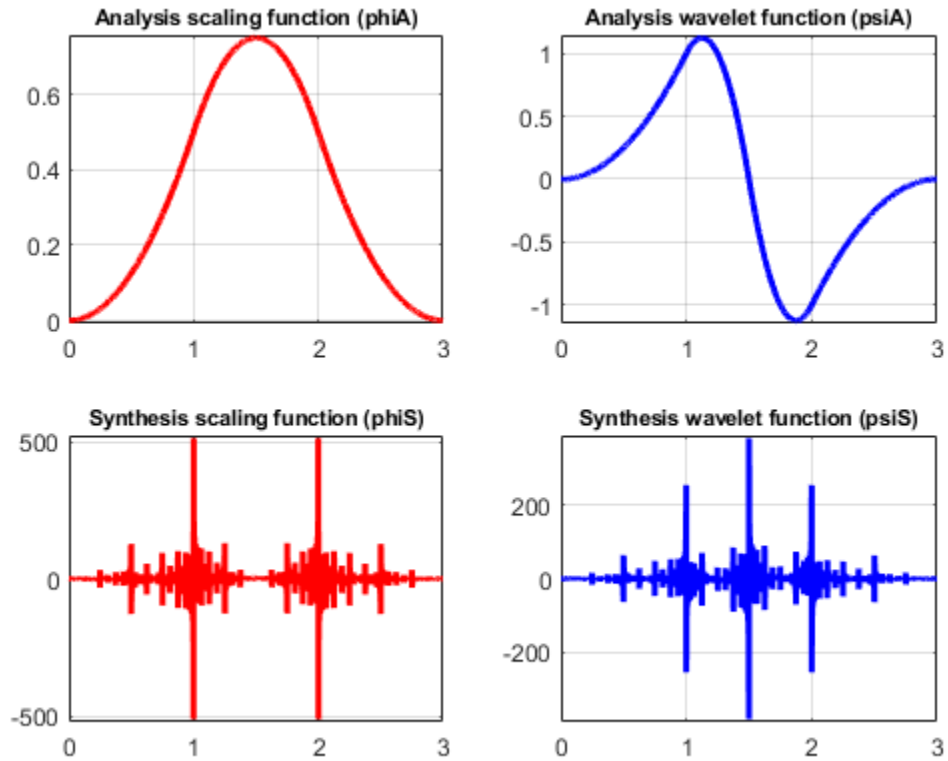 Analysis scaling function (phiA)
0.6
0.4
0.2
0
0 1 2 3
Analysis wavelet function (psiA)
1
0.5
0
-0.5
-1
0 1 2 3
Synthesis scaling function (phiS)
500
0
-500
0 1 2 3
Synthesis wavelet function (psiS)
200
0
-200
0 1 2 3